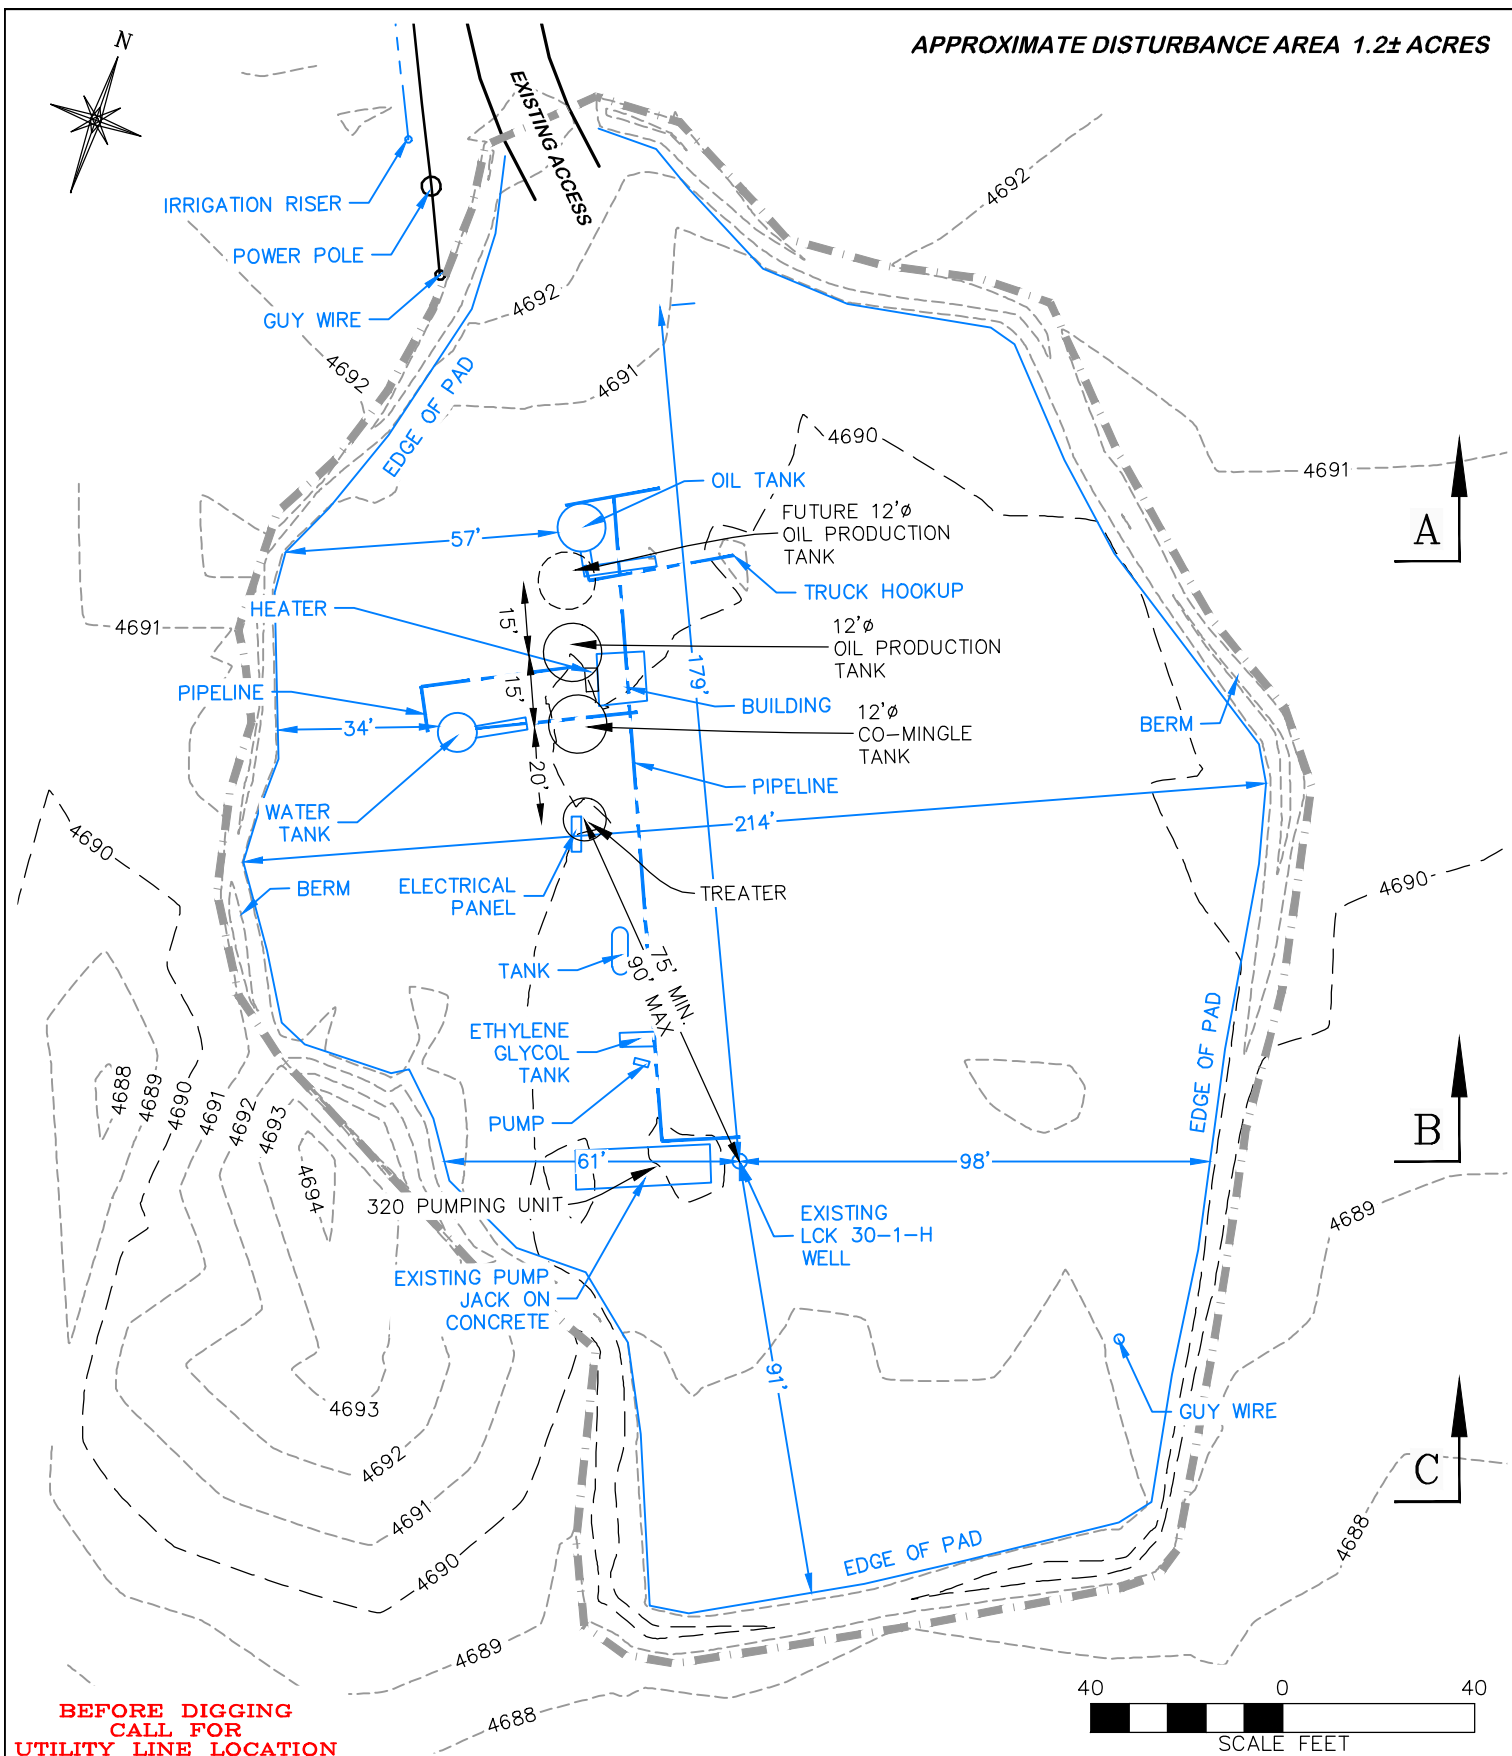 APPROXIMATE DISTURBANCE AREA 1.2± ACRES
N
EXISTING ACCESS
IRRIGATION RISER
POWER POLE
GUY WIRE
4692
4692
4692
4691
EDGE OF PAD
4690
4691
A
OIL TANK
57'
FUTURE 12'ø
OIL PRODUCTION
TANK
TRUCK HOOKUP
HEATER
15'
4691
12'ø
OIL PRODUCTION
TANK
179'
15'
PIPELINE
BUILDING
34'
12'ø
CO-MINGLE
TANK
BERM
20'
PIPELINE
WATER
TANK
214'
4690
BERM
ELECTRICAL
PANEL
TREATER
4690
TANK
75' MIN.
90' MAX
ETHYLENE
GLYCOL
TANK
EDGE OF PAD
4688
4689
4690
4691
4692
4693
4694
PUMP
B
61'
98'
320 PUMPING UNIT
EXISTING
LCK 30-1-H
WELL
4689
EXISTING PUMP
JACK ON
CONCRETE
91'
4693
GUY WIRE
4692
C
4691
4688
4690
EDGE OF PAD
4689
4688
BEFORE DIGGING
CALL FOR
UTILITY LINE LOCATION
40 0 40
SCALE FEET